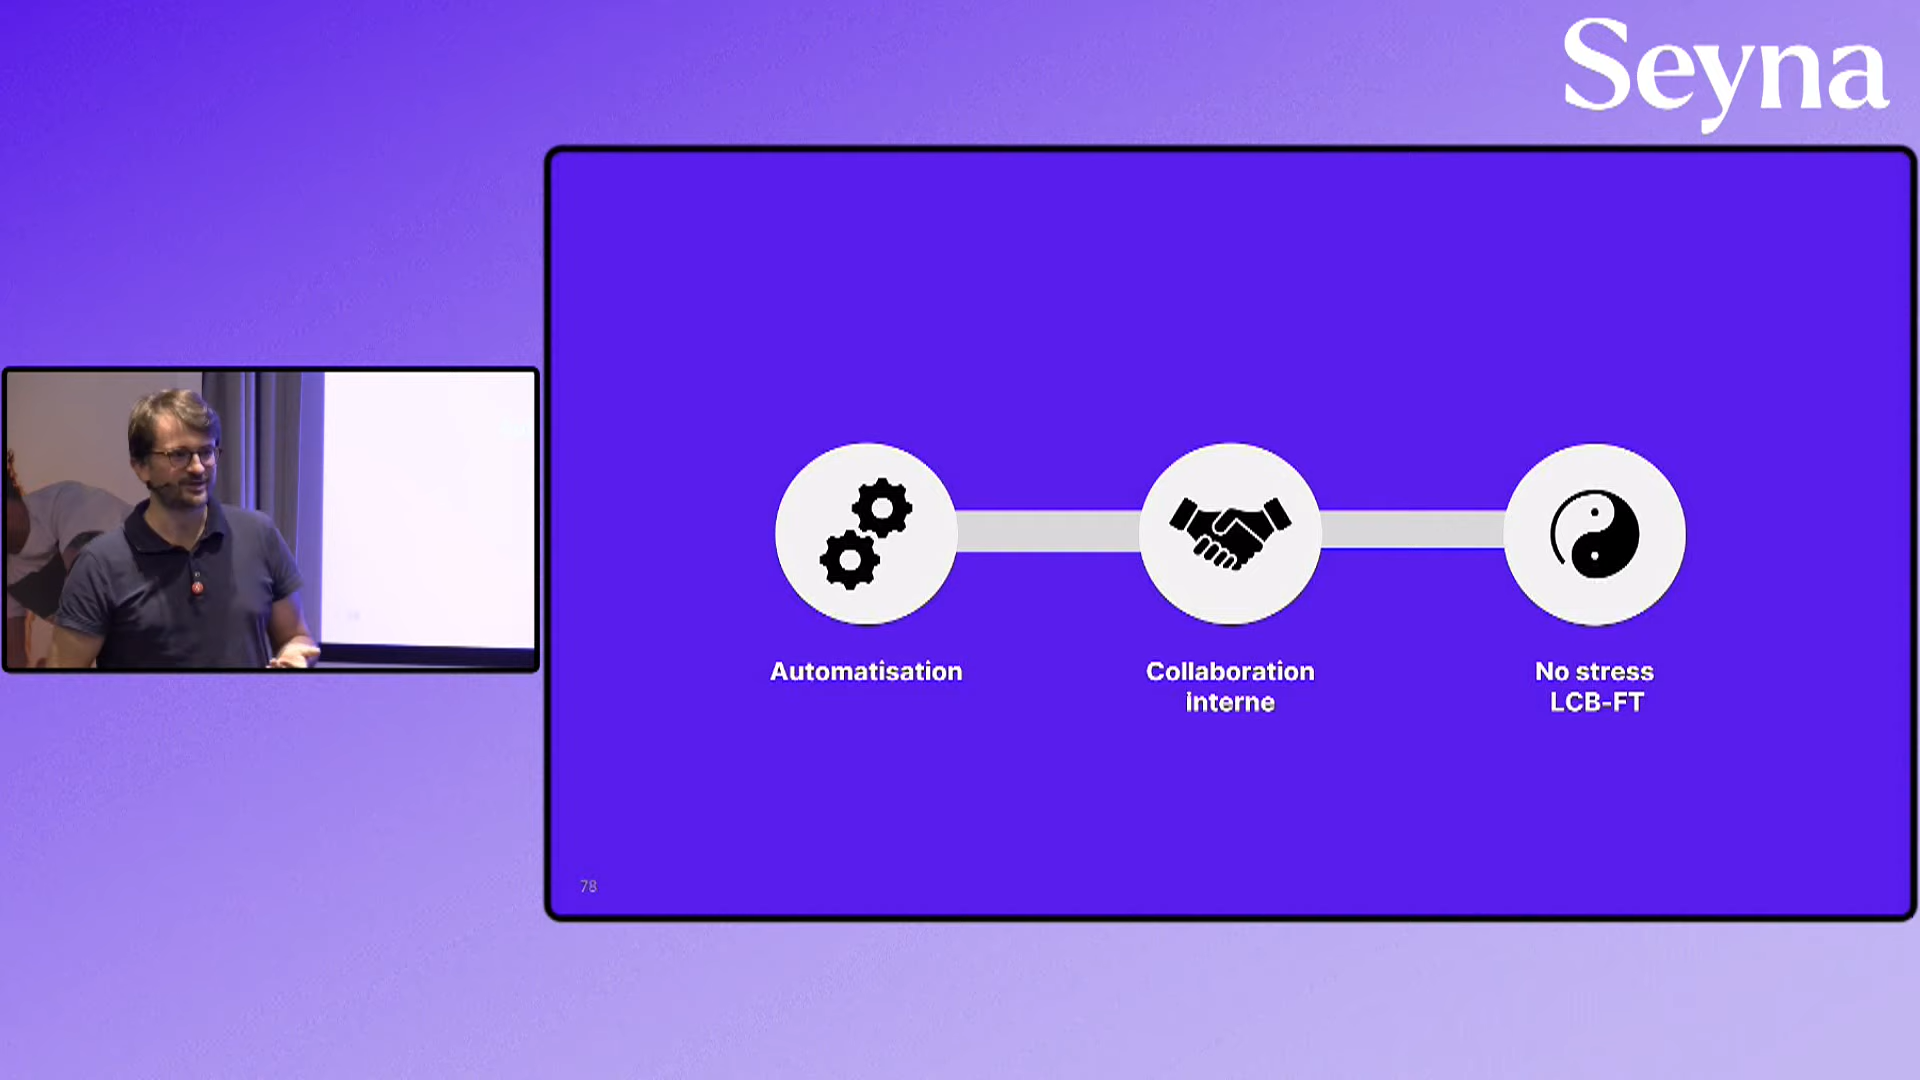 Seyna
Automatisation
Collaboration
interne
No stress
LCB-FT
78